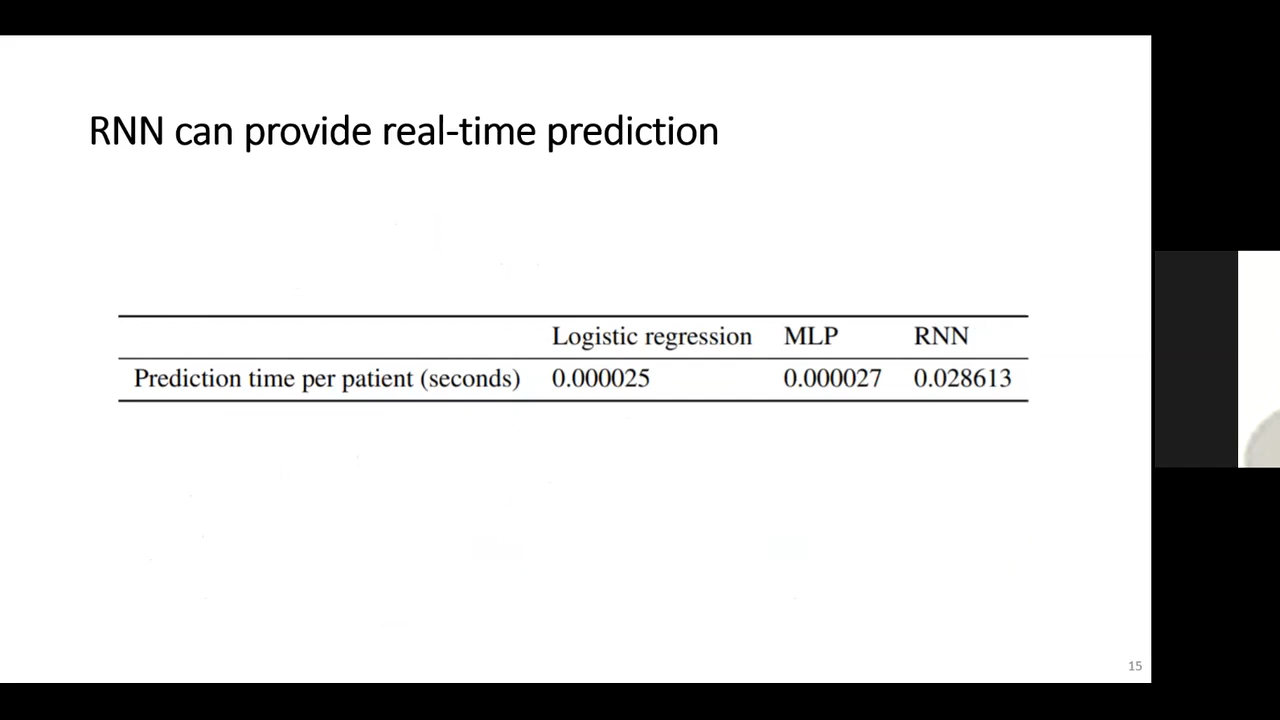 RNN can provide real-time prediction
Logistic regression MLP RNN
Prediction time per patient (seconds) 0.000025 0.000027 0.028613
15